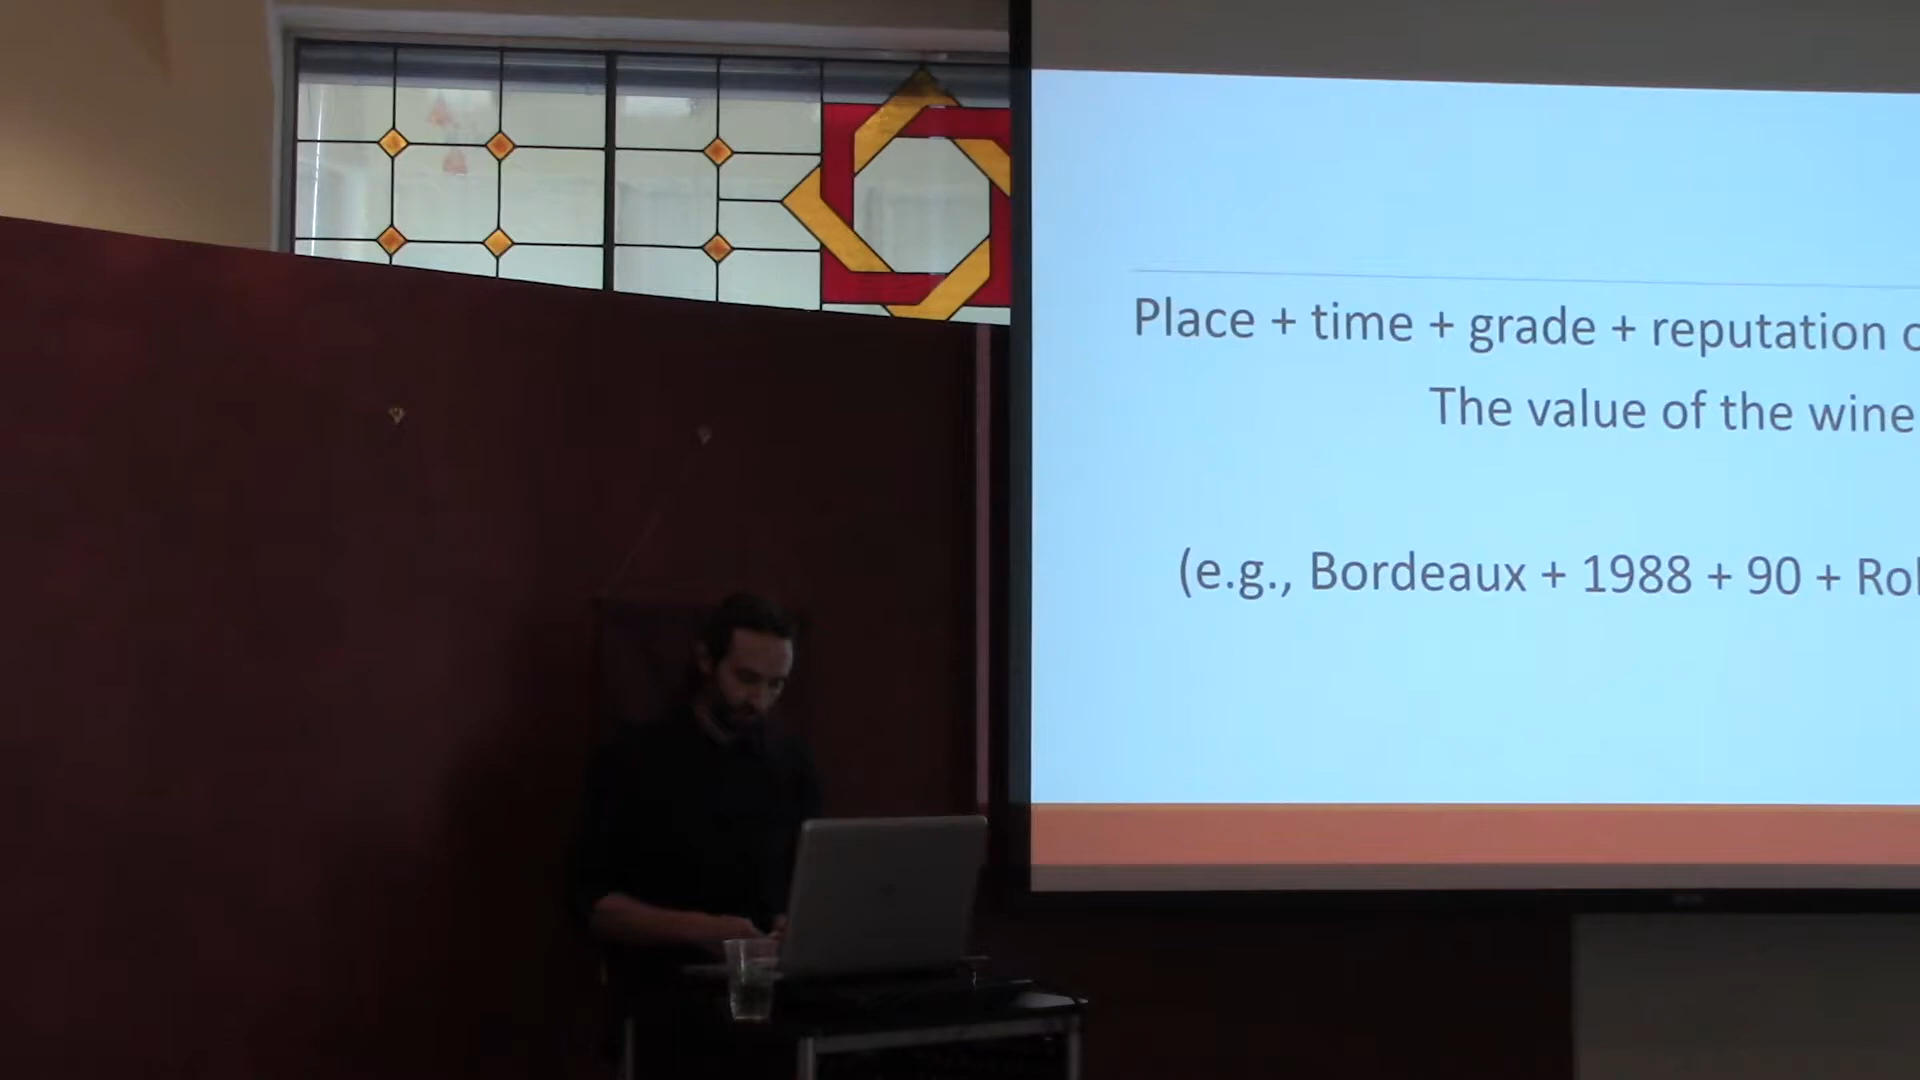 Place + time + grade + reputation
The value of the wine
(e.g., Bordeaux + 1988 + 90 +